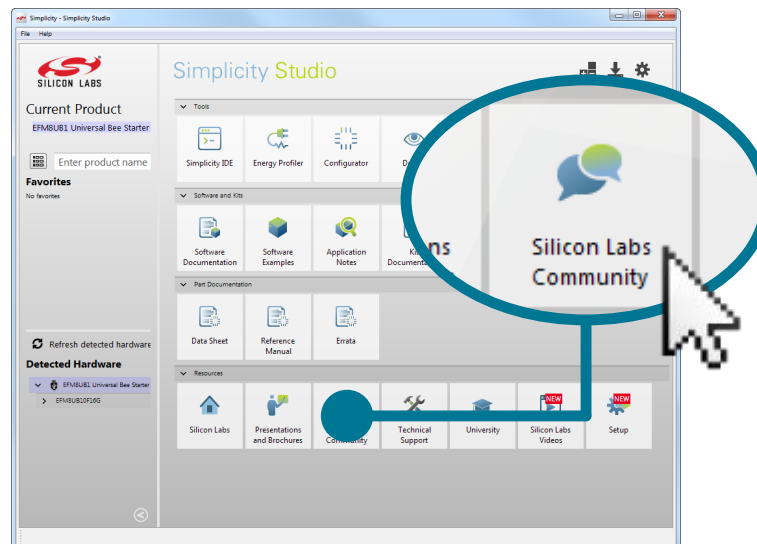 Simplicity - Simplicity Studio
File Help
SILICON LABS
Simplicity Studio
Current Product
EFM8UB1 Universal Bee Starter
Enter product name
Favorites
No favorites
Tools
Simplicity IDE
Energy Profiler
Configurator
Software and Kits
Software
Documentation
Software
Examples
Application
Notes
Part Documentation
Data Sheet
Reference
Manual
Errata
Resources
Silicon Labs
Presentations
and Brochures
Community
Technical
Support
University
Silicon Labs
Videos
Setup
NEW
NEW
Silicon Labs
Community
Refresh detected hardware
Detected Hardware
EFM8UB1 Universal Bee Starter
EFM8UB10F16G